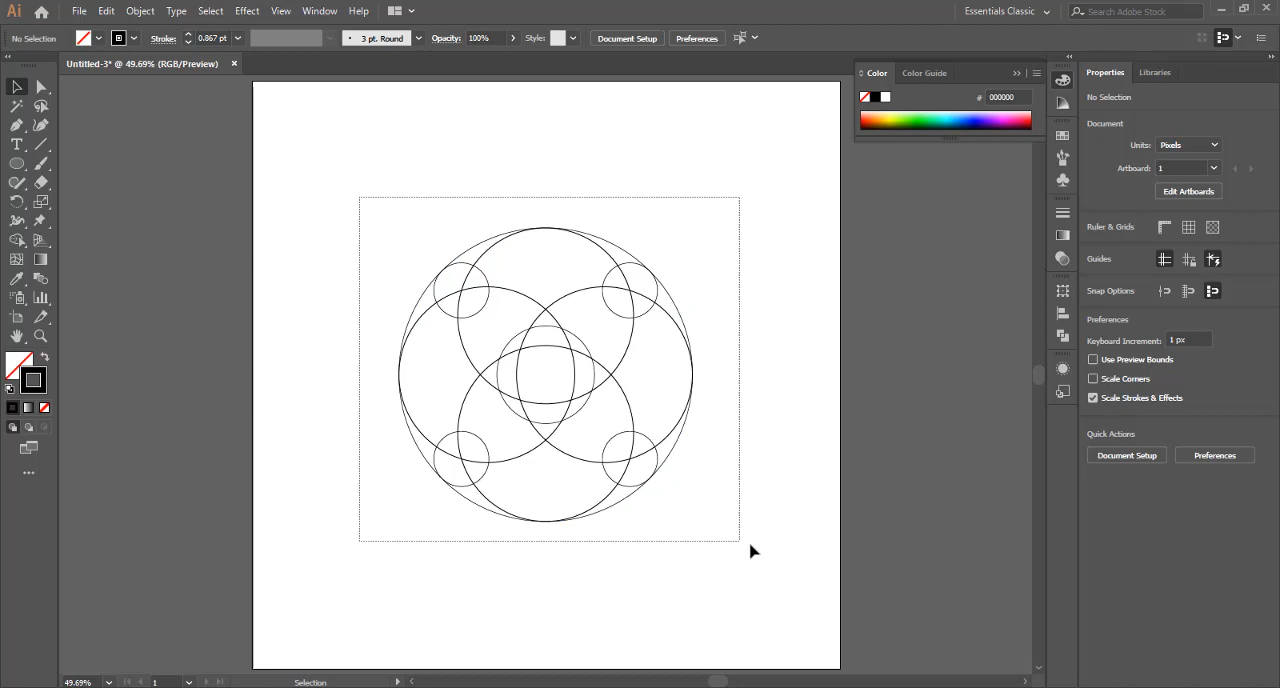 Ai File Edit Object Type Select Effect View Window Help Essentials Classic Search Adobe Stock
No Selection Stroke: 0.867 pt 3 pt. Round Opacity: 100% Style: Document Setup Preferences
Untitled-3* @ 49.69% (RGB/Preview)
Color Color Guide
# 000000
Properties Libraries
No Selection
Document
Units: Pixels
Artboard: 1
Edit Artboards
Ruler & Grids
Guides
Snap Options
Preferences
Keyboard Increment: 1 px
Use Preview Bounds
Scale Corners
Scale Strokes & Effects
Quick Actions
Document Setup Preferences
49.69% 1 Selection